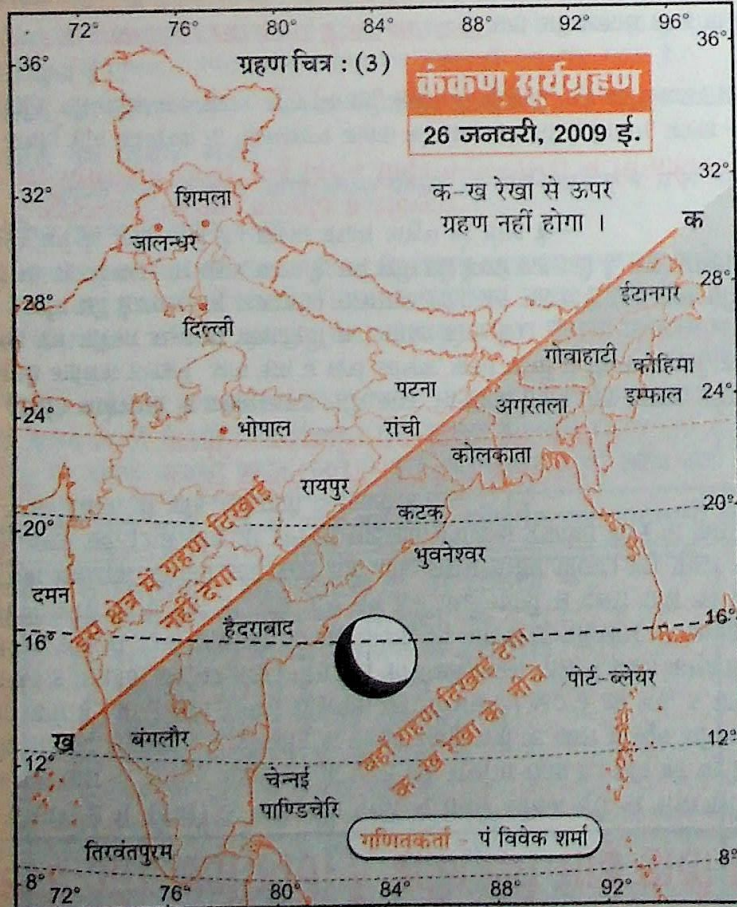 72° 76° 80° 84° 88° 92° 96°
36° 36°
ग्रहण चित्र : (3)
कंकण सूर्यग्रहण
26 जनवरी, 2009 ई.
32° 32°
क-ख रेखा से ऊपर
ग्रहण नहीं होगा ।
क
शिमला
जालन्धर
28° 28°
दिल्ली
ईटानगर
गोवाहाटी
कोहिमा
इम्फाल
पटना
अगरतला
24° 24°
भोपाल
रांची
कोलकाता
रायपुर
20° 20°
कटक
भुवनेश्वर
इस क्षेत्र में ग्रहण दिखाई
नहीं देगा
दमन
हैदराबाद
16° 16°
पोर्ट-ब्लेयर
यहाँ ग्रहण दिखाई देगा
क-ख रेखा के नीचे
ख
बंगलौर
12° 12°
चेन्नई
पाण्डिचेरि
गणितकर्ता - पं विवेक शर्मा
तिरवंतपुरम
8° 8°
72° 76° 80° 84° 88° 92°